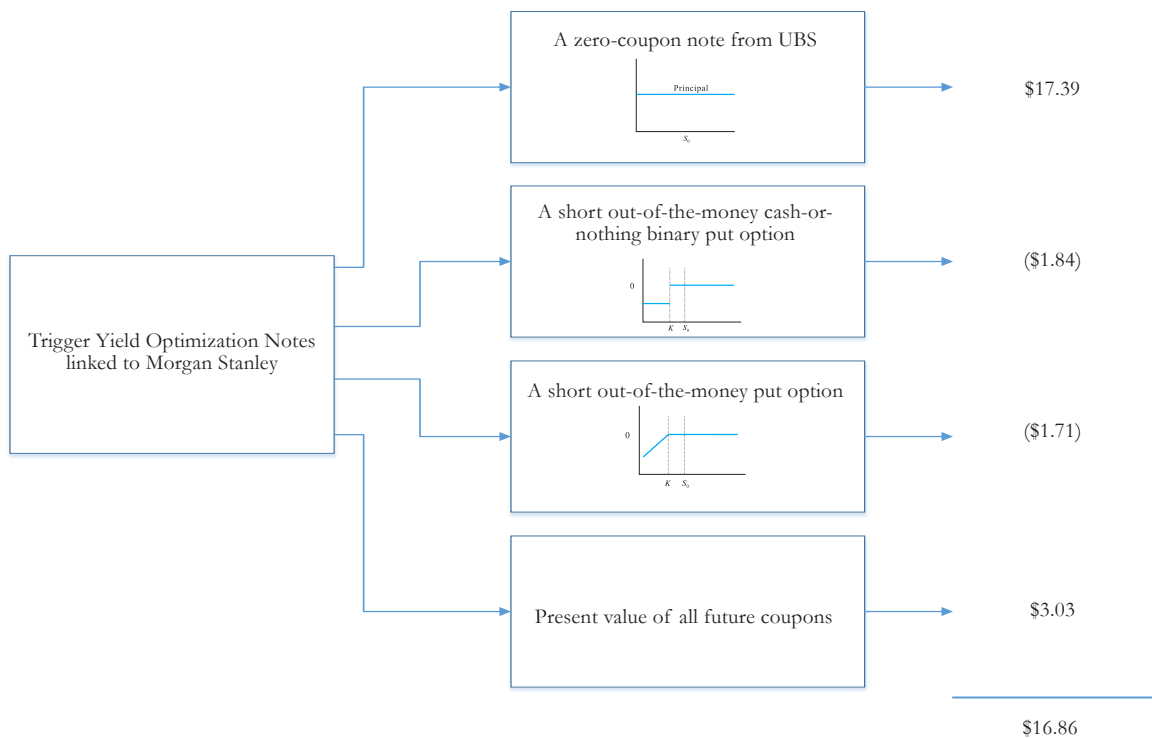 A zero-coupon note from UBS
Principal
S0
$17.39
A short out-of-the-money cash-or-
nothing binary put option
0
K S0
($1.84)
Trigger Yield Optimization Notes
linked to Morgan Stanley
A short out-of-the-money put option
0
K S0
($1.71)
Present value of all future coupons
$3.03
$16.86